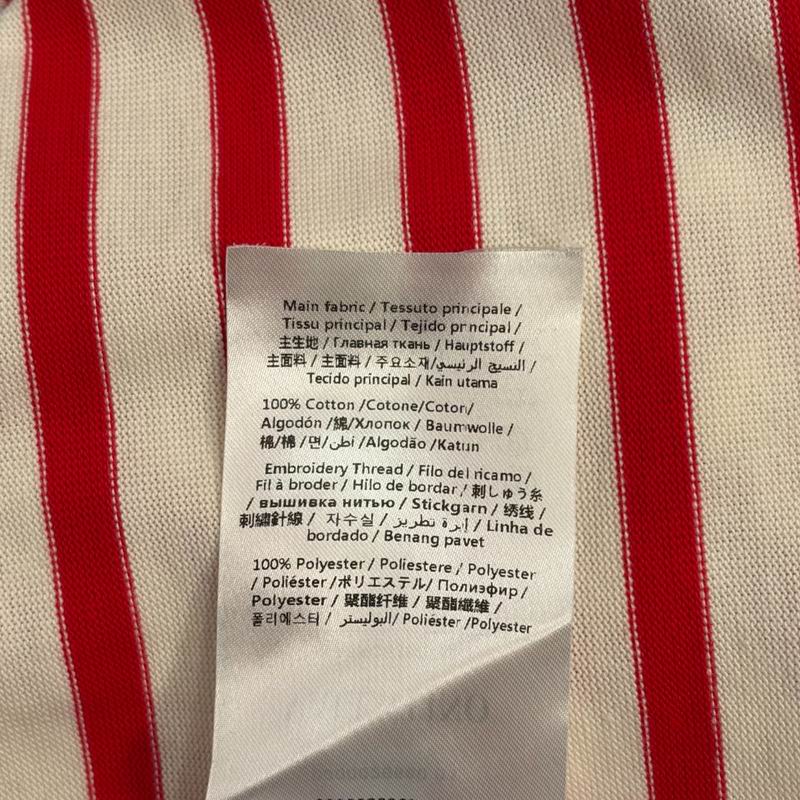 Main fabric / Tessuto principale /
Tissu principal / Tejido principal /
主生地 / Главная ткань / Hauptstoff /
主面料 / 主面料 / 주요소재/النسيج الرئيسي /
Tecido principal / Kain utama
100% Cotton /Cotone/Coton/
Algodón /綿/Хлопок / Baumwolle /
棉/棉 /면/قطن /Algodão /Katun
Embroidery Thread / Filo del ricamo /
Fil à broder / Hilo de bordar / 刺しゅう糸
/ вышивка нитью / Stickgarn / 绣线 /
刺繡針線 / 자수실 / إبرة تطريز / Linha de
bordado / Benang pavet
100% Polyester / Poliestere / Polyester
/ Poliéster /ポリエステル/ Полиэфир /
Polyester / 聚酯纤维 / 聚酯纖維 /
폴리에스터 / البوليستر/ Poliéster /Polyester